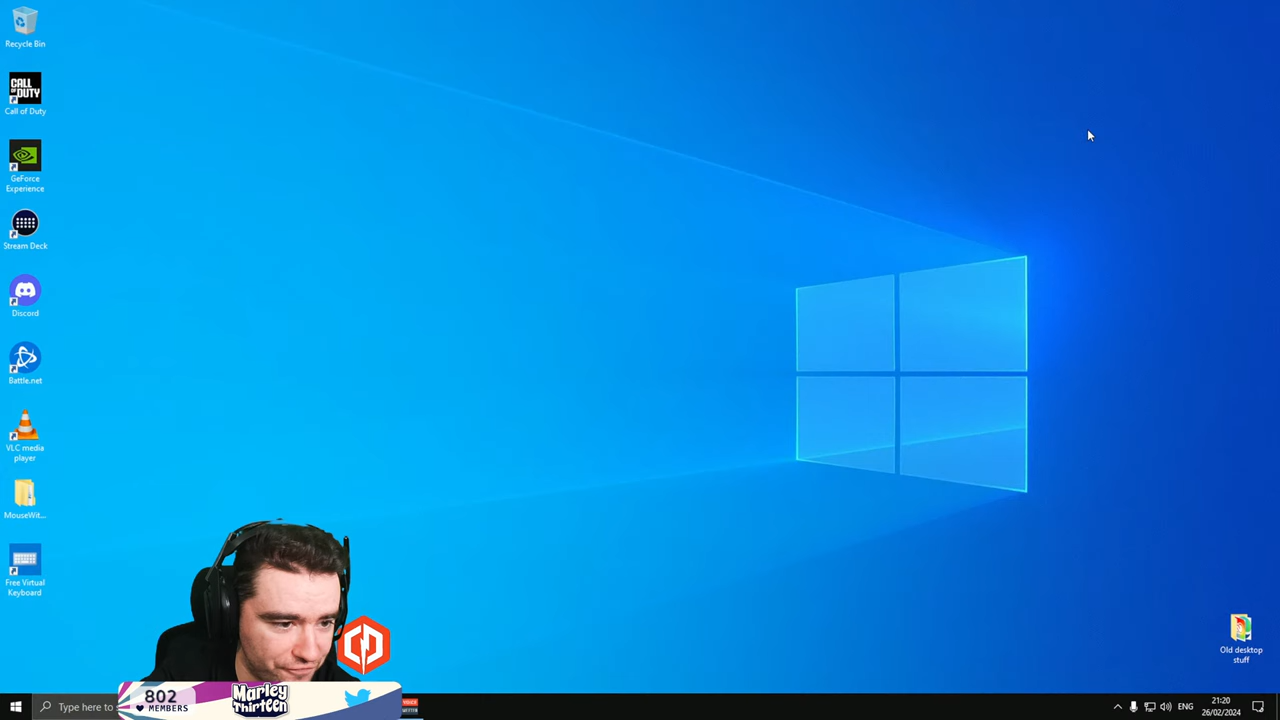 Recycle Bin
CALL OF DUTY
Call of Duty
GeForce
Experience
Stream Deck
Discord
Battle.net
VLC media
player
MouseWit...
Free Virtual
Keyboard
Old desktop
stuff
Type here to
802
MEMBERS
Marley
Thirteen
VOICE
ENG
21:20
26/02/2024